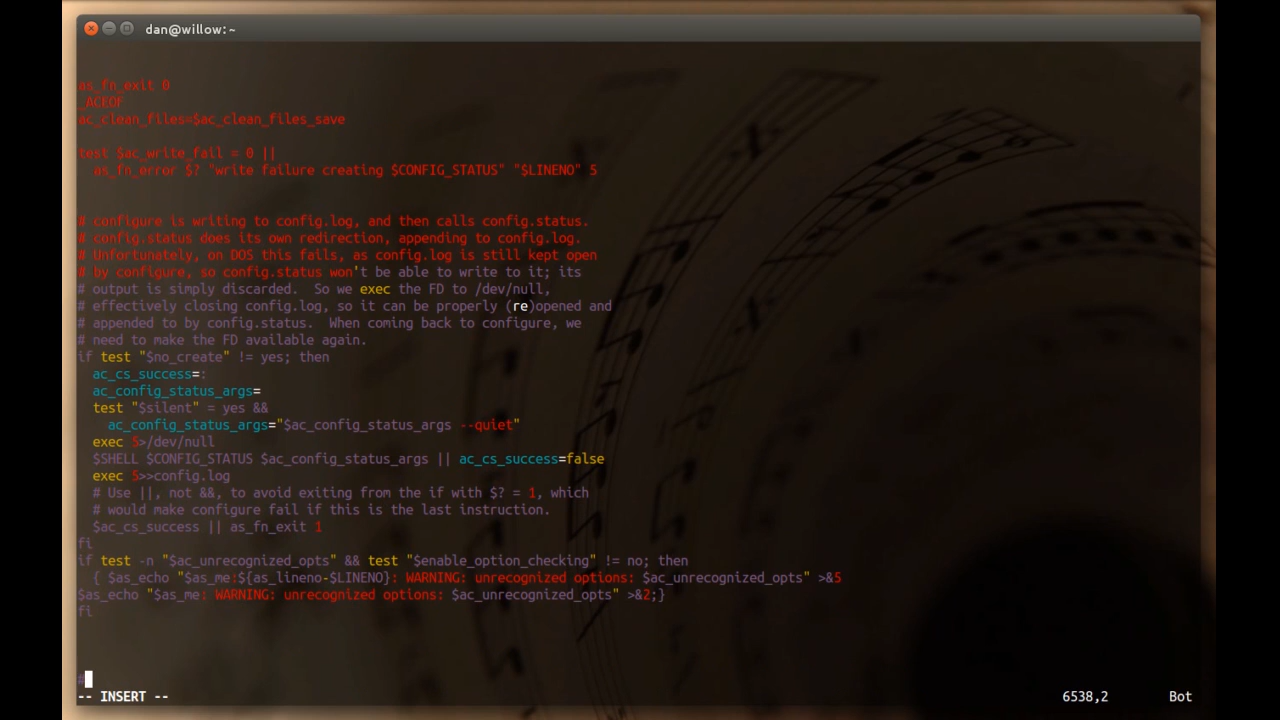 dan@willow: ~
as_fn_exit 0
_ACEOF
ac_clean_files=$ac_clean_files_save
test $ac_write_fail = 0 ||
as_fn_error $? "write failure creating $CONFIG_STATUS" "$LINENO" 5
# configure is writing to config.log, and then calls config.status.
# config.status does its own redirection, appending to config.log.
# Unfortunately, on DOS this fails, as config.log is still kept open
# by configure, so config.status won't be able to write to it; its
# output is simply discarded.  So we exec the FD to /dev/null,
# effectively closing config.log, so it can be properly (re)opened and
# appended to by config.status.  When coming back to configure, we
# need to make the FD available again.
if test "$no_create" != yes; then
ac_cs_success=:
ac_config_status_args=
test "$silent" = yes &&
ac_config_status_args="$ac_config_status_args --quiet"
exec 5>/dev/null
$SHELL $CONFIG_STATUS $ac_config_status_args || ac_cs_success=false
exec 5>>config.log
# Use ||, not &&, to avoid exiting from the if with $? = 1, which
# would make configure fail if this is the last instruction.
$ac_cs_success || as_fn_exit 1
fi
if test -n "$ac_unrecognized_opts" && test "$enable_option_checking" != no; then
{ $as_echo "$as_me:${as_lineno-$LINENO}: WARNING: unrecognized options: $ac_unrecognized_opts" >&5
$as_echo "$as_me: WARNING: unrecognized options: $ac_unrecognized_opts" >&2;}
fi
#
-- INSERT -- 6538,2 Bot